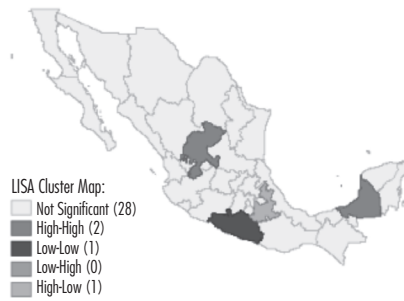 LISA Cluster Map:
Not Significant (28)
High-High (2)
Low-Low (1)
Low-High (0)
High-Low (1)